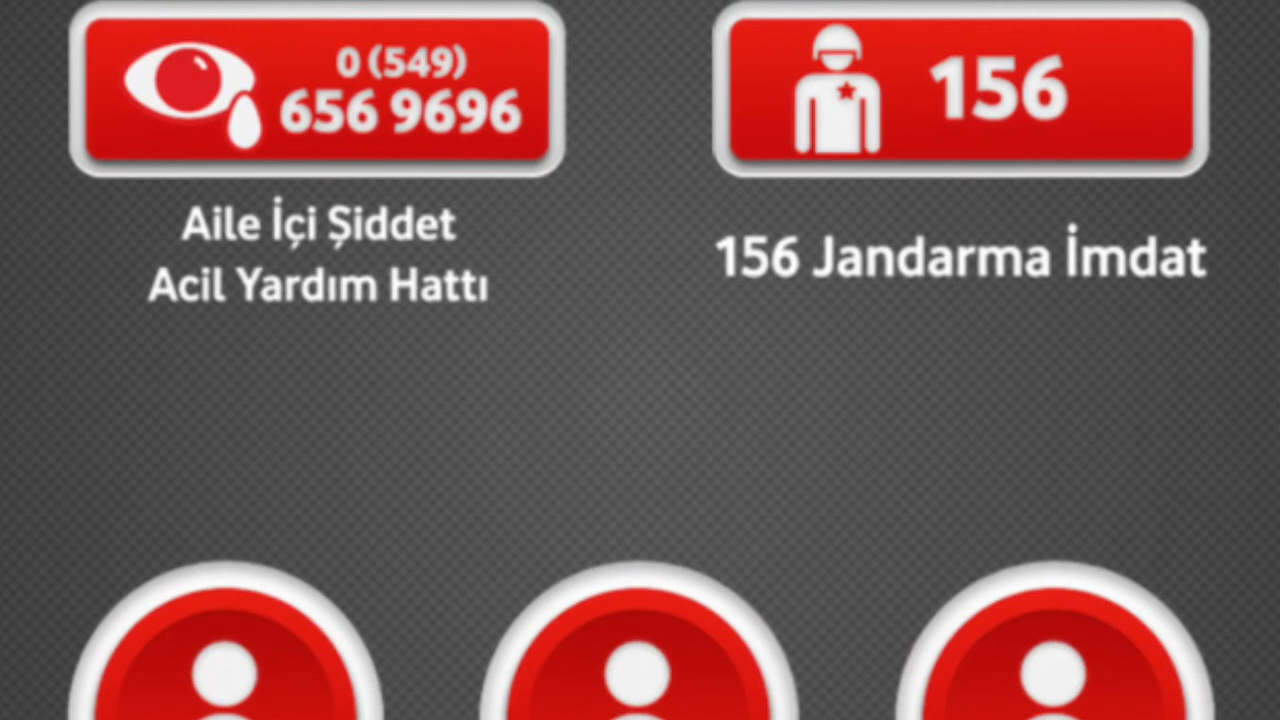 0 (549)
656 9696
156
Aile İçi Şiddet
Acil Yardım Hattı
156 Jandarma İmdat